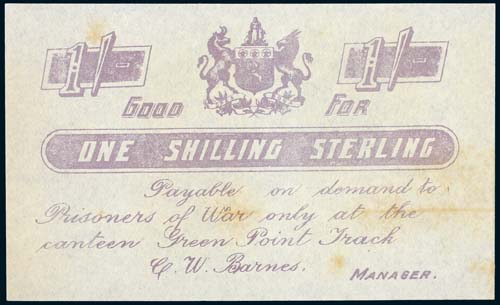 1/- 1/-
GOOD FOR
ONE SHILLING STERLING
Payable on demand to
Prisoners of War only at the
canteen Green Point Track
C. W. Barnes. MANAGER.